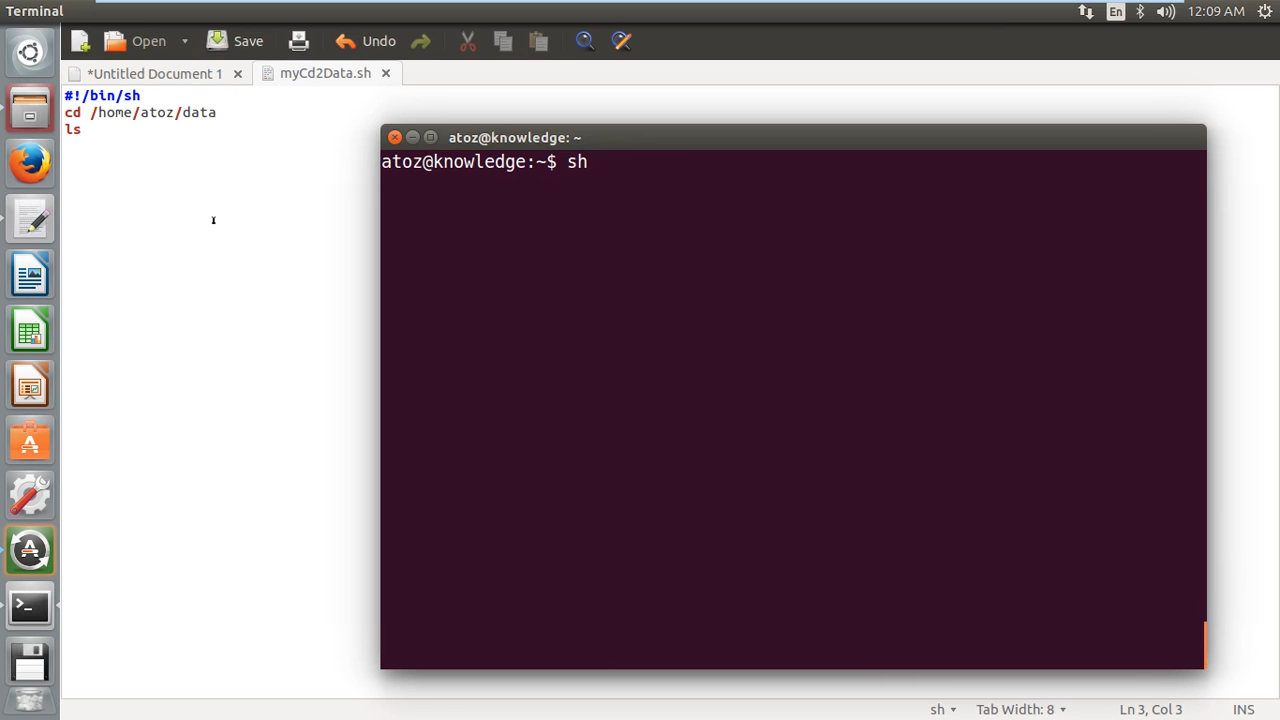 Terminal
En
12:09 AM
Open
Save
Undo
*Untitled Document 1
myCd2Data.sh
#!/bin/sh
cd /home/atoz/data
ls
atoz@knowledge: ~
atoz@knowledge:~$ sh
sh
Tab Width: 8
Ln 3, Col 3
INS